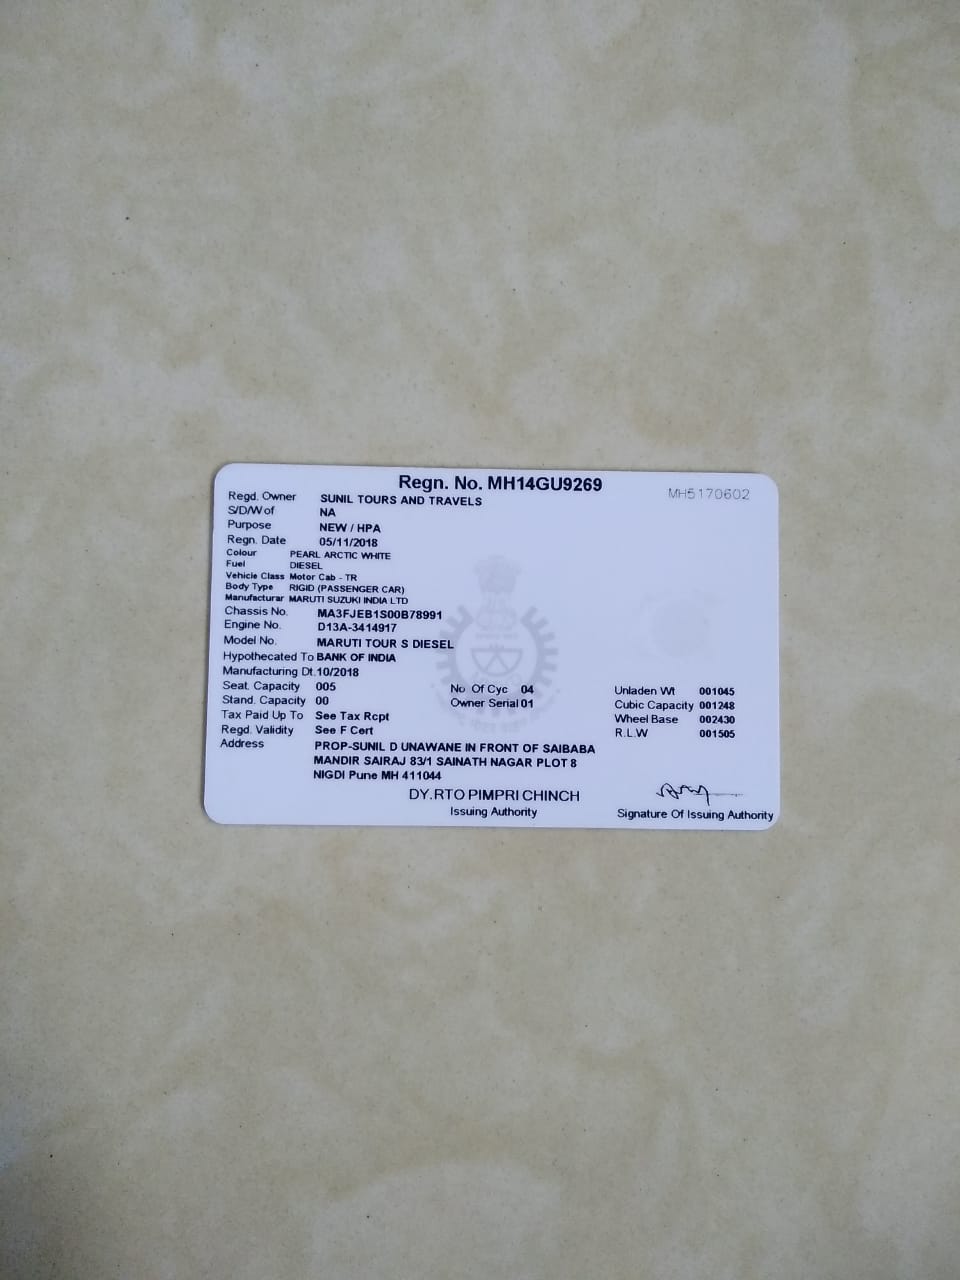 Regn. No. MH14GU9269
MH5170602
Regd. Owner SUNIL TOURS AND TRAVELS
S/D/W of NA
Purpose NEW / HPA
Regn. Date 05/11/2018
Colour PEARL ARCTIC WHITE
Fuel DIESEL
Vehicle Class Motor Cab - TR
Body Type RIGID (PASSENGER CAR)
Manufacturar MARUTI SUZUKI INDIA LTD
Chassis No. MA3FJEB1S00B78991
Engine No. D13A-3414917
Model No. MARUTI TOUR S DIESEL
Hypothecated To BANK OF INDIA
Manufacturing Dt. 10/2018
Seat. Capacity 005 No Of Cyc 04 Unladen Wt 001045
Stand. Capacity 00 Owner Serial 01 Cubic Capacity 001248
Tax Paid Up To See Tax Rcpt Wheel Base 002430
Regd. Validity See F Cert R.L.W 001505
Address PROP-SUNIL D UNAWANE IN FRONT OF SAIBABA
MANDIR SAIRAJ 83/1 SAINATH NAGAR PLOT 8
NIGDI Pune MH 411044
DY.RTO PIMPRI CHINCH
Issuing Authority Signature Of Issuing Authority